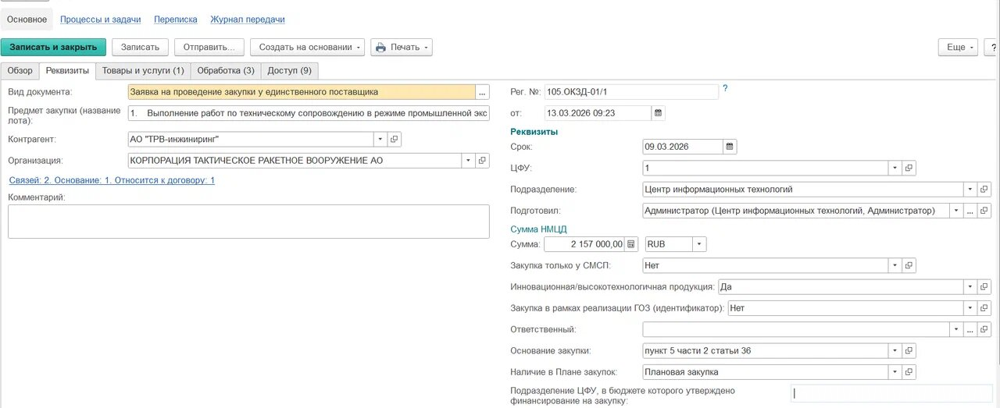 Основное Процессы и задачи Переписка Журнал передачи
Записать и закрыть Записать Отправить... Создать на основании Печать Еще ?
Обзор Реквизиты Товары и услуги (1) Обработка (3) Доступ (9)
Вид документа: Заявка на проведение закупки у единственного поставщика ...
Предмет закупки (название лота): 1. Выполнение работ по техническому сопровождению в режиме промышленной экс
Контрагент: АО "ТРВ-инжиниринг"
Организация: КОРПОРАЦИЯ ТАКТИЧЕСКОЕ РАКЕТНОЕ ВООРУЖЕНИЕ АО
Связей: 2. Основание: 1. Относится к договору: 1
Комментарий:
Рег. №: 105.ОКЗД-01/1 ?
от: 13.03.2026 09:23
Реквизиты
Срок: 09.03.2026
ЦФУ: 1
Подразделение: Центр информационных технологий
Подготовил: Администратор (Центр информационных технологий, Администратор) ...
Сумма НМЦД
Сумма: 2 157 000,00 RUB
Закупка только у СМСП: Нет
Инновационная/высокотехнологичная продукция: Да
Закупка в рамках реализации ГОЗ (идентификатор): Нет
Ответственный: ...
Основание закупки: пункт 5 части 2 статьи 36
Наличие в Плане закупок: Плановая закупка
Подразделение ЦФУ, в бюджете которого утверждено
финансирование на закупку: